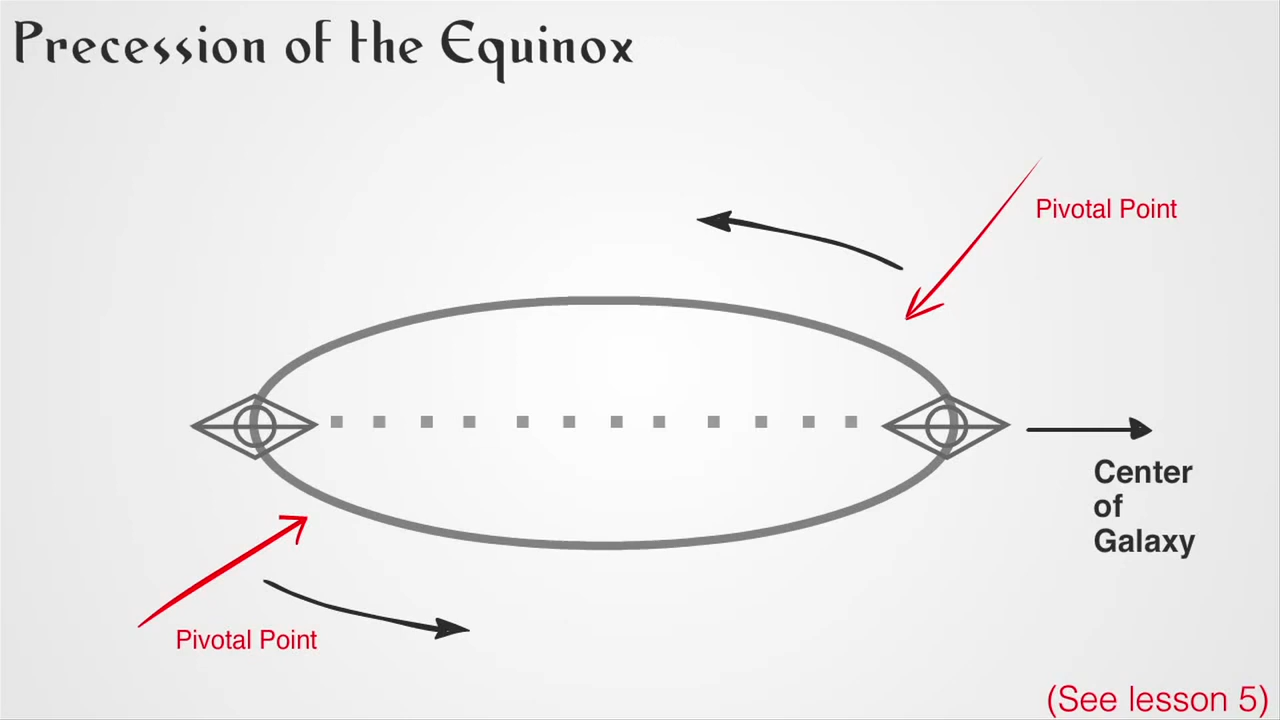 Precession of the Equinox
Pivotal Point
Center
of
Galaxy
Pivotal Point
(See lesson 5)